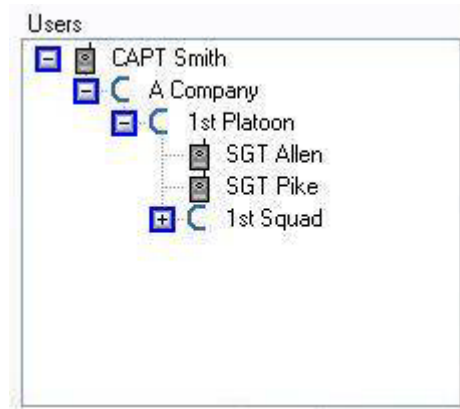 Users
CAPT Smith
A Company
1st Platoon
SGT Allen
SGT Pike
1st Squad